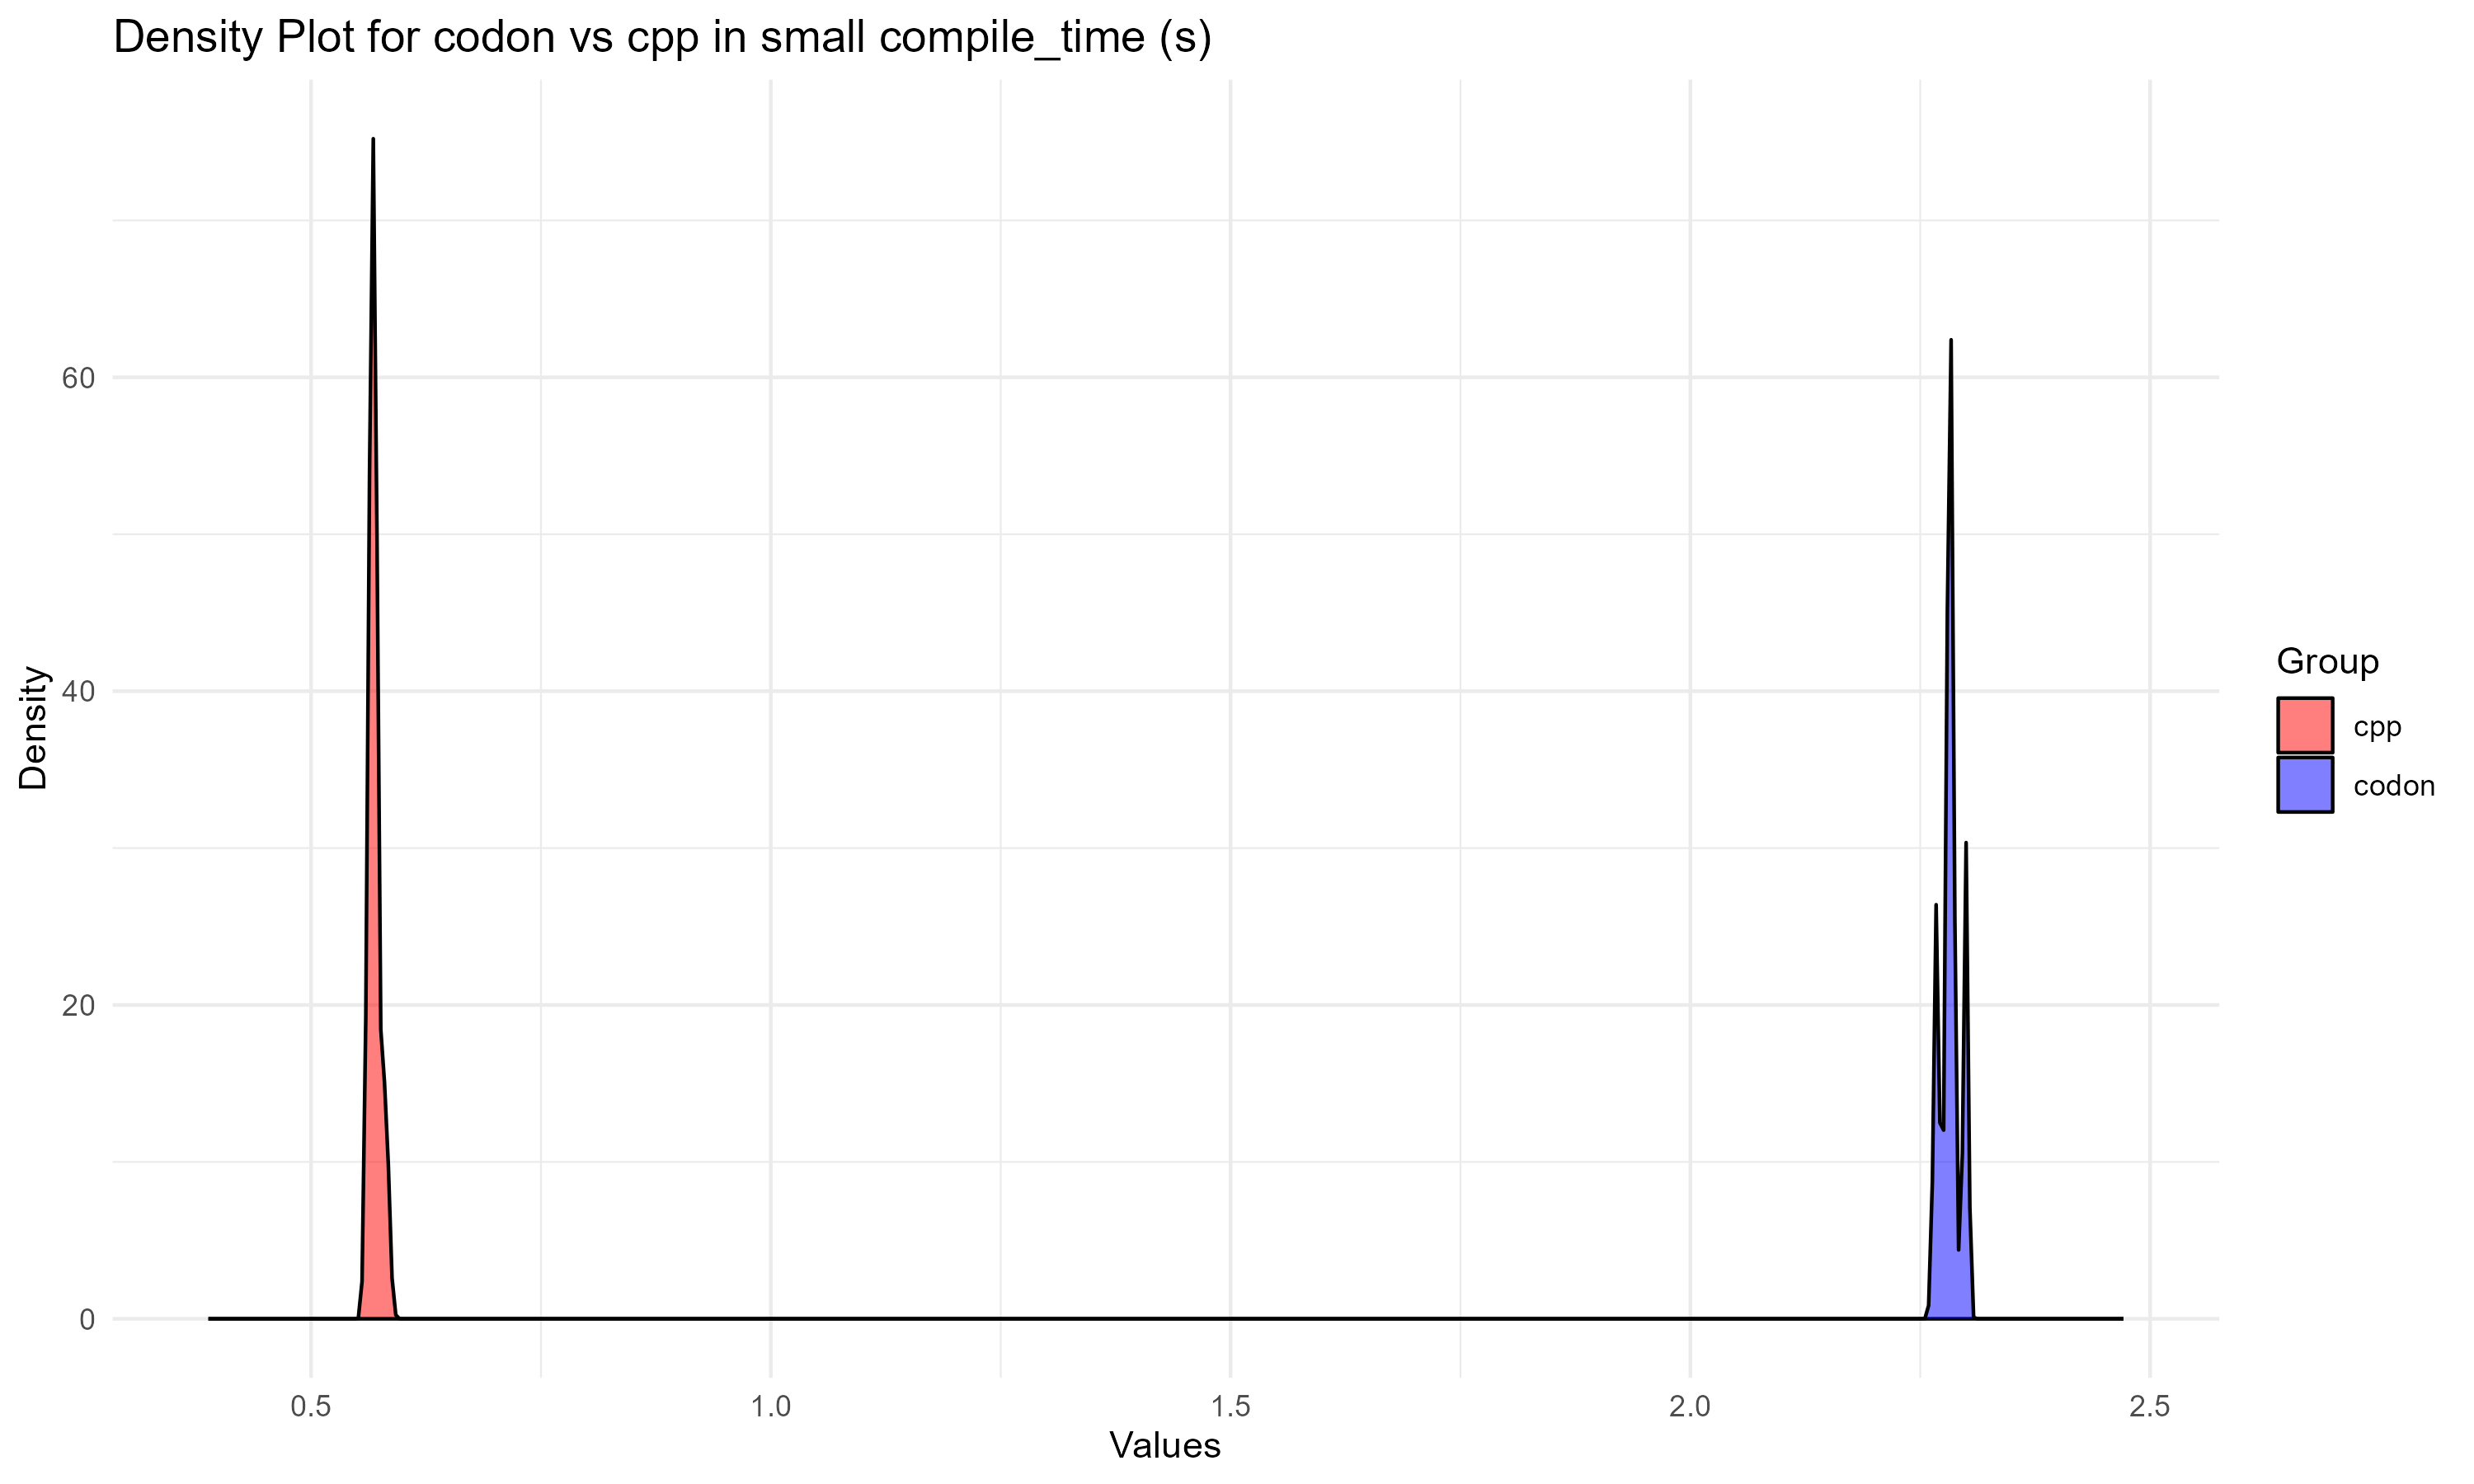 Density Plot for codon vs cpp in small compile_time (s)
60
40
20
0
Density
0.5 1.0 1.5 2.0 2.5
Values
Group
cpp
codon